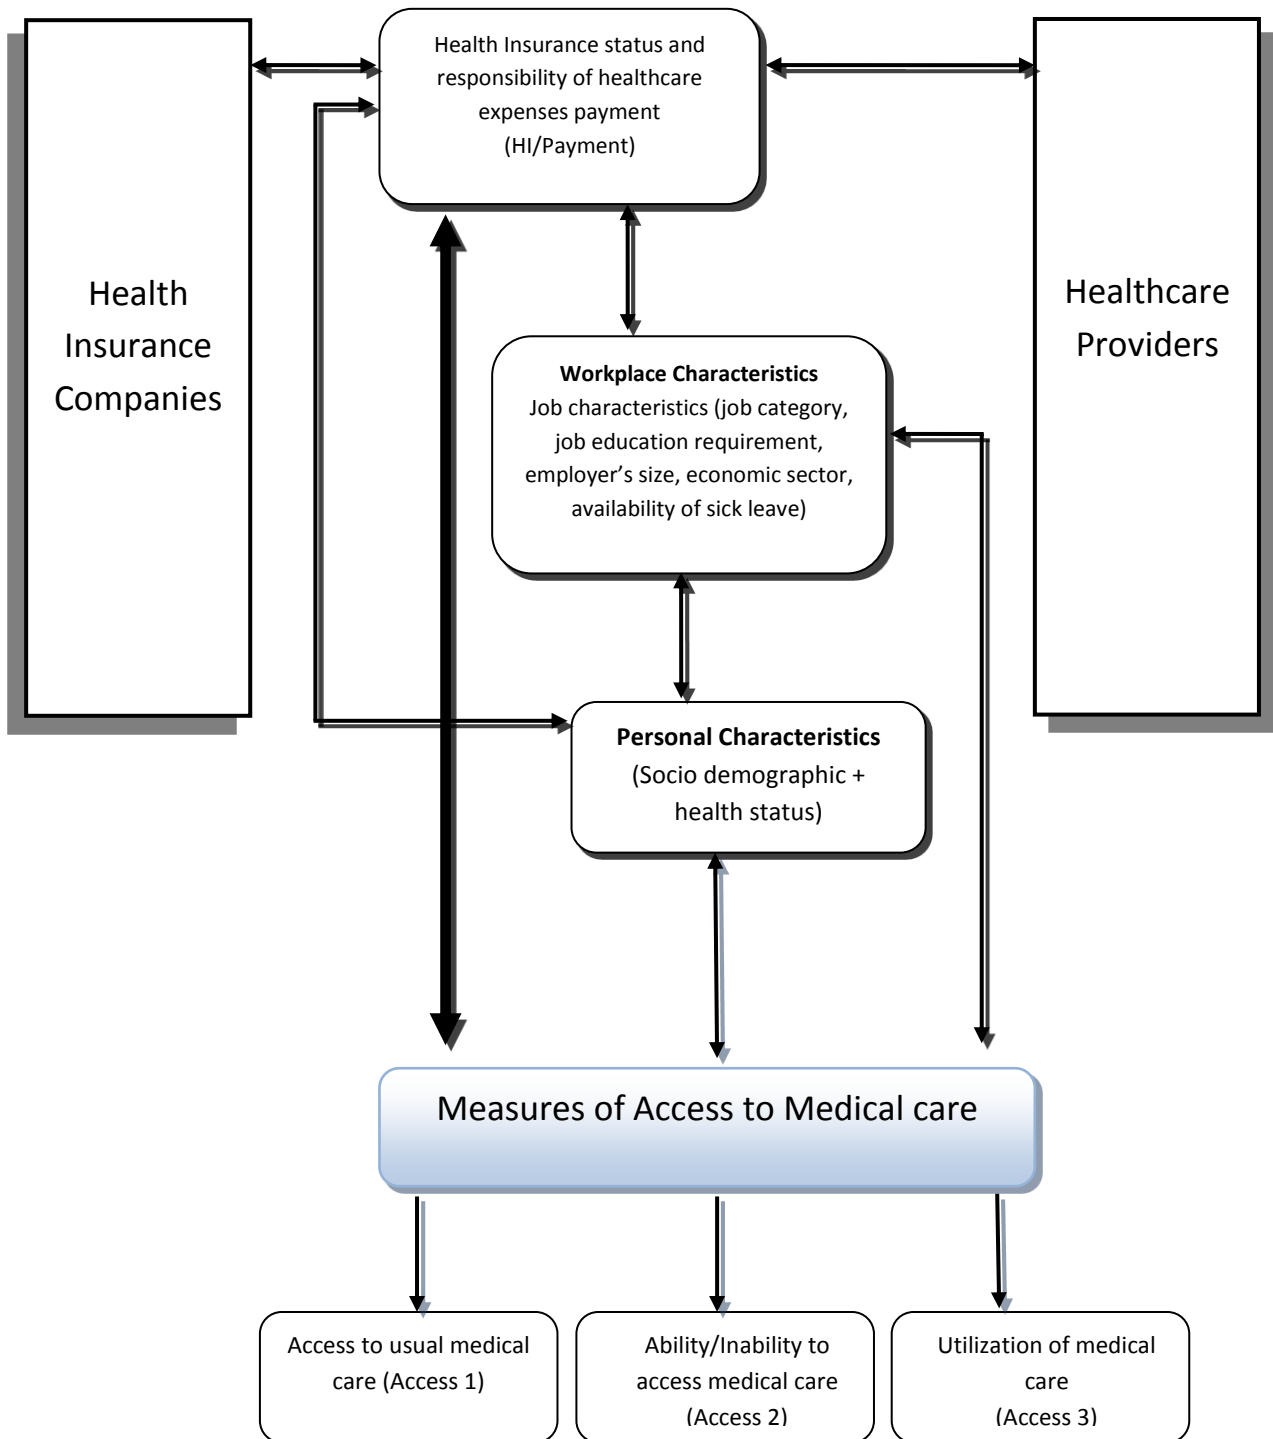 Health Insurance status and
responsibility of healthcare
expenses payment
(HI/Payment)
Health
Insurance
Companies
Healthcare
Providers
Workplace Characteristics
Job characteristics (job category,
job education requirement,
employer’s size, economic sector,
availability of sick leave)
Personal Characteristics
(Socio demographic +
health status)
Measures of Access to Medical care
Access to usual medical
care (Access 1)
Ability/Inability to
access medical care
(Access 2)
Utilization of medical
care
(Access 3)